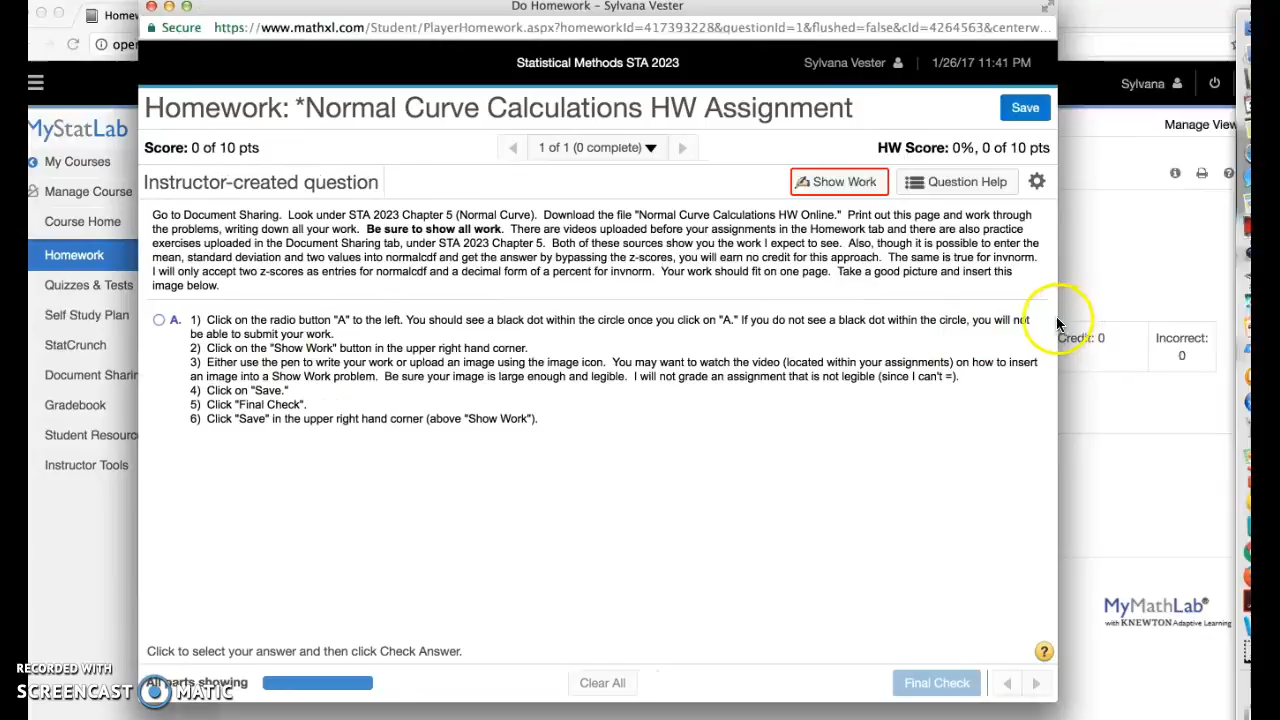 Do Homework – Sylvana Vester
Secure https://www.mathxl.com/Student/PlayerHomework.aspx?homeworkId=417393228&questionId=1&flushed=false&cId=4264563&centerw...
Statistical Methods STA 2023
Sylvana Vester
1/26/17 11:41 PM
Sylvana
Homework: *Normal Curve Calculations HW Assignment
Save
Manage View
MyStatLab
My Courses
Manage Course
Course Home
Homework
Quizzes & Tests
Self Study Plan
StatCrunch
Document Sharin
Gradebook
Student Resourc
Instructor Tools
Score: 0 of 10 pts
1 of 1 (0 complete)
HW Score: 0%, 0 of 10 pts
Instructor-created question
Show Work
Question Help
Go to Document Sharing. Look under STA 2023 Chapter 5 (Normal Curve). Download the file "Normal Curve Calculations HW Online." Print out this page and work through
the problems, writing down all your work. Be sure to show all work. There are videos uploaded before your assignments in the Homework tab and there are also practice
exercises uploaded in the Document Sharing tab, under STA 2023 Chapter 5. Both of these sources show you the work I expect to see. Also, though it is possible to enter the
mean, standard deviation and two values into normalcdf and get the answer by bypassing the z-scores, you will earn no credit for this approach. The same is true for invnorm.
I will only accept two z-scores as entries for normalcdf and a decimal form of a percent for invnorm. Your work should fit on one page. Take a good picture and insert this
image below.
A. 1) Click on the radio button "A" to the left. You should see a black dot within the circle once you click on "A." If you do not see a black dot within the circle, you will not
be able to submit your work.
2) Click on the "Show Work" button in the upper right hand corner.
3) Either use the pen to write your work or upload an image using the image icon. You may want to watch the video (located within your assignments) on how to insert
an image into a Show Work problem. Be sure your image is large enough and legible. I will not grade an assignment that is not legible (since I can't =).
4) Click on "Save."
5) Click "Final Check".
6) Click "Save" in the upper right hand corner (above "Show Work").
Credit: 0
Incorrect:
0
MyMathLab®
with KNEWTON Adaptive Learning
Click to select your answer and then click Check Answer.
?
All parts showing
Clear All
Final Check
RECORDED WITH
SCREENCAST MATIC